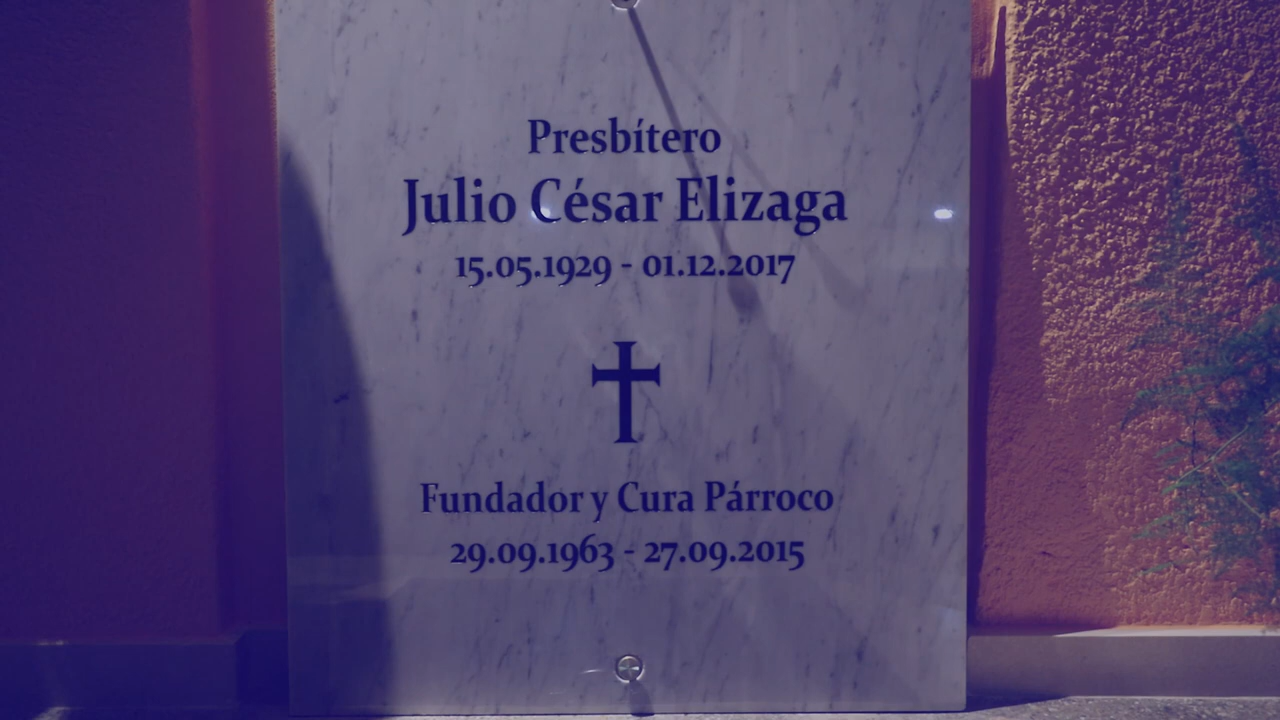 Presbítero
Julio César Elizaga
15.05.1929 - 01.12.2017
Fundador y Cura Párroco
29.09.1963 - 27.09.2015